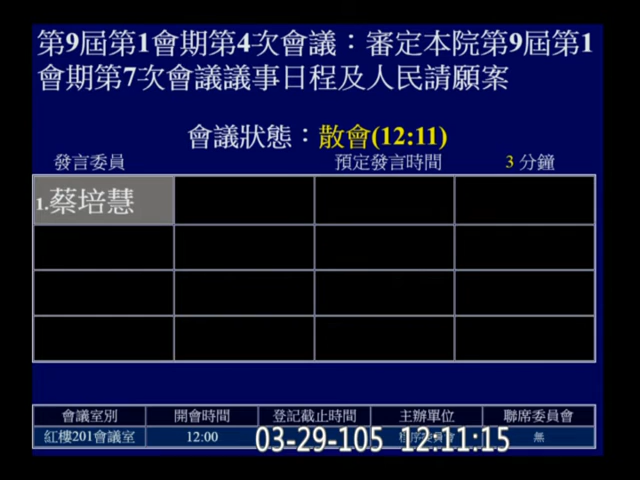 第9屆第1會期第4次會議：審定本院第9屆第1
會期第7次會議議事日程及人民請願案
會議狀態：散會(12:11)
發言委員 預定發言時間 3 分鐘
1.蔡培慧
會議室別 開會時間 登記截止時間 主辦單位 聯席委員會
紅樓201會議室 12:00 無
03-29-105 12:11:15